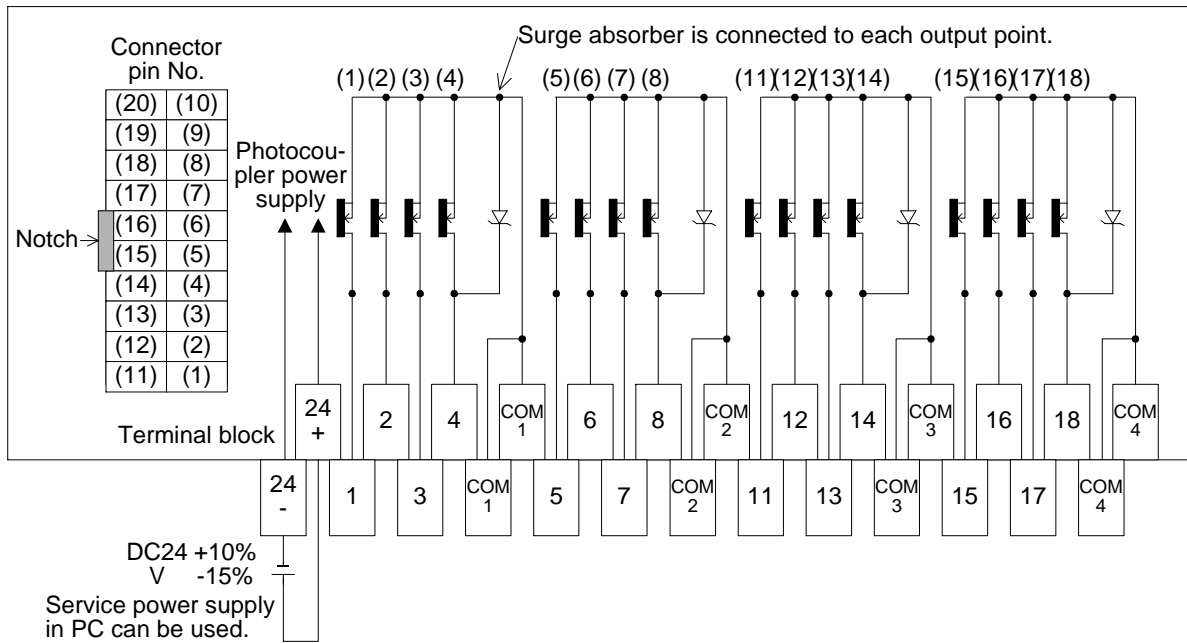 Surge absorber is connected to each output point.
Connector
pin No.
(20) (10)
(19) (9)
(18) (8)
(17) (7)
(16) (6)
(15) (5)
(14) (4)
(13) (3)
(12) (2)
(11) (1)
Notch
Photocou-
pler power
supply
(1) (2) (3) (4)
(5) (6) (7) (8)
(11) (12) (13) (14)
(15) (16) (17) (18)
Terminal block
24
+
2
4
COM
1
6
8
COM
2
12
14
COM
3
16
18
COM
4
24
-
1
3
COM
1
5
7
COM
2
11
13
COM
3
15
17
COM
4
DC24 +10%
V -15%
Service power supply
in PC can be used.